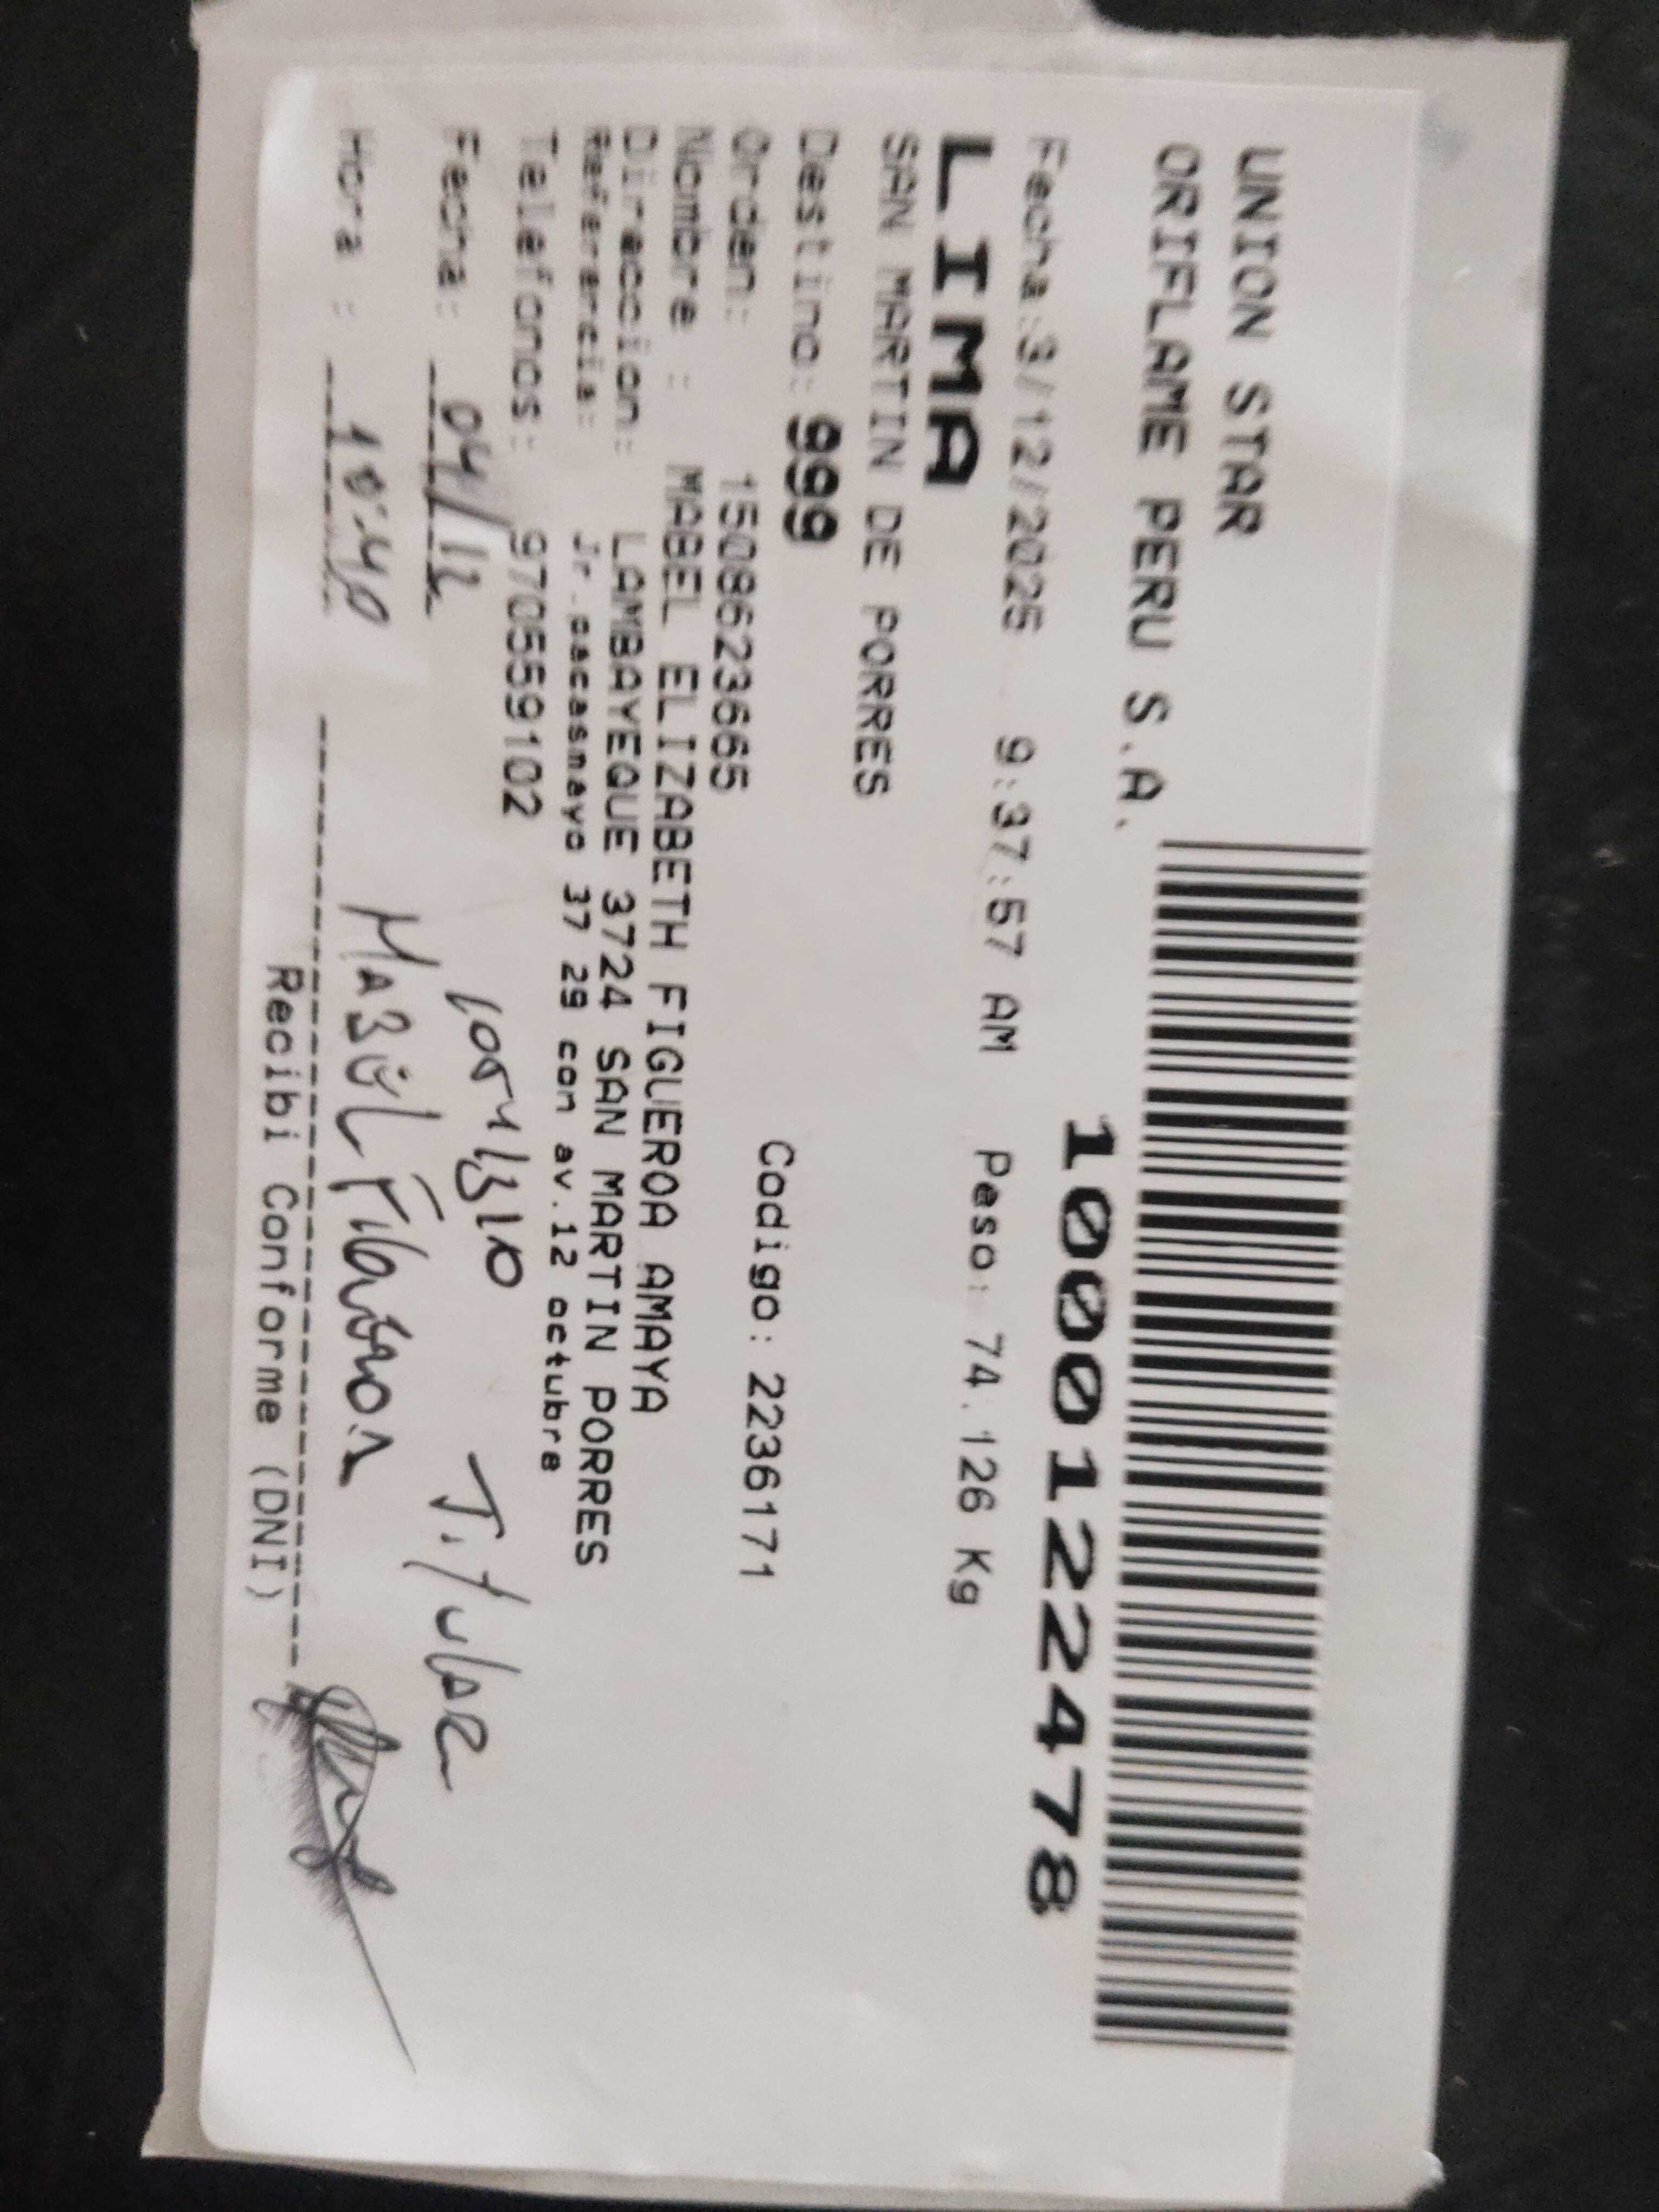 UNION STAR
ORIFLAME PERU S.A.
1000122478
Fecha:3/12/2025 9:37:57 AM Peso: 74.126 Kg
LIMA
SAN MARTIN DE PORRES
Destino: 999
Orden: 1508623665 Codigo: 2236171
Nombre : MABEL ELIZABETH FIGUEROA AMAYA
Direccion: LAMBAYEQUE 3724 SAN MARTIN PORRES
Referencia: Jr.pacasmayo 37 29 con av.12 octubre
Telefonos: 970559102
Fecha: 04/12 Titular
Hora : 18:40
Recibi Conforme (DNI)